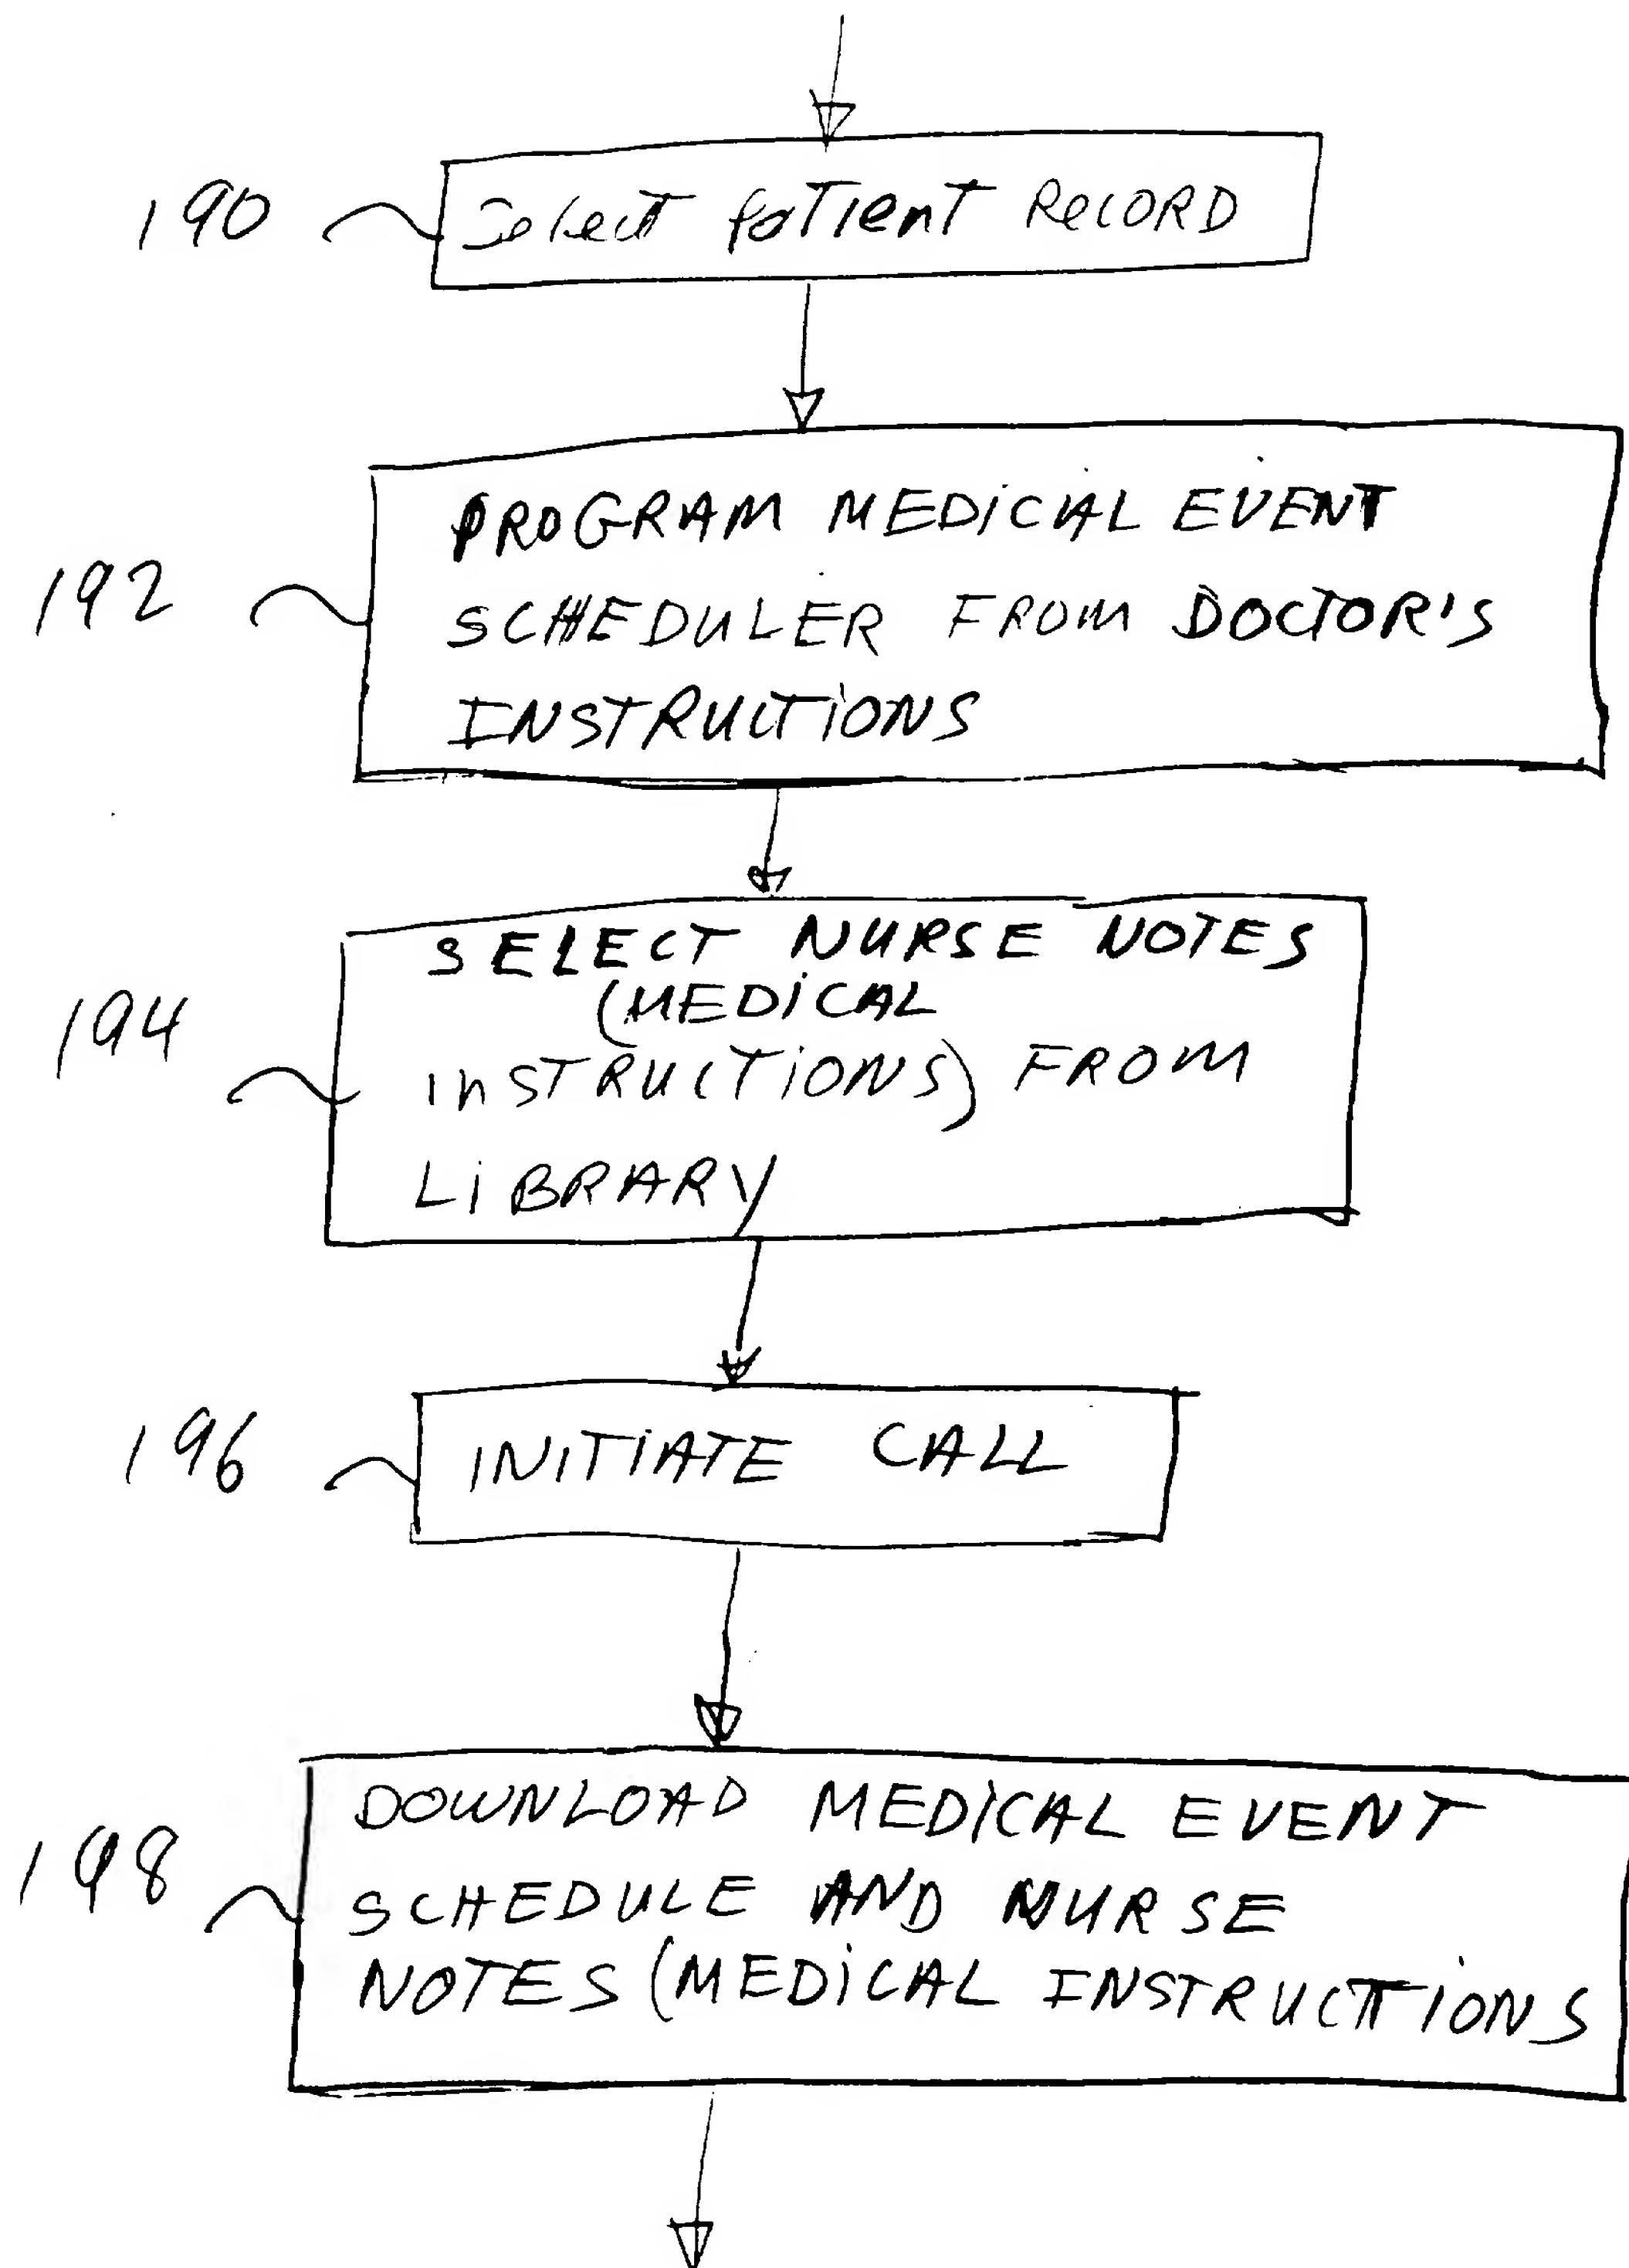 190 Select Patient RECORD
PROGRAM MEDICAL EVENT
192 SCHEDULER FROM DOCTOR'S
INSTRUCTIONS
SELECT NURSE NOTES
(MEDICAL
194 INSTRUCTIONS) FROM
LIBRARY
196 INITIATE CALL
DOWNLOAD MEDICAL EVENT
198 SCHEDULE AND NURSE
NOTES (MEDICAL INSTRUCTIONS